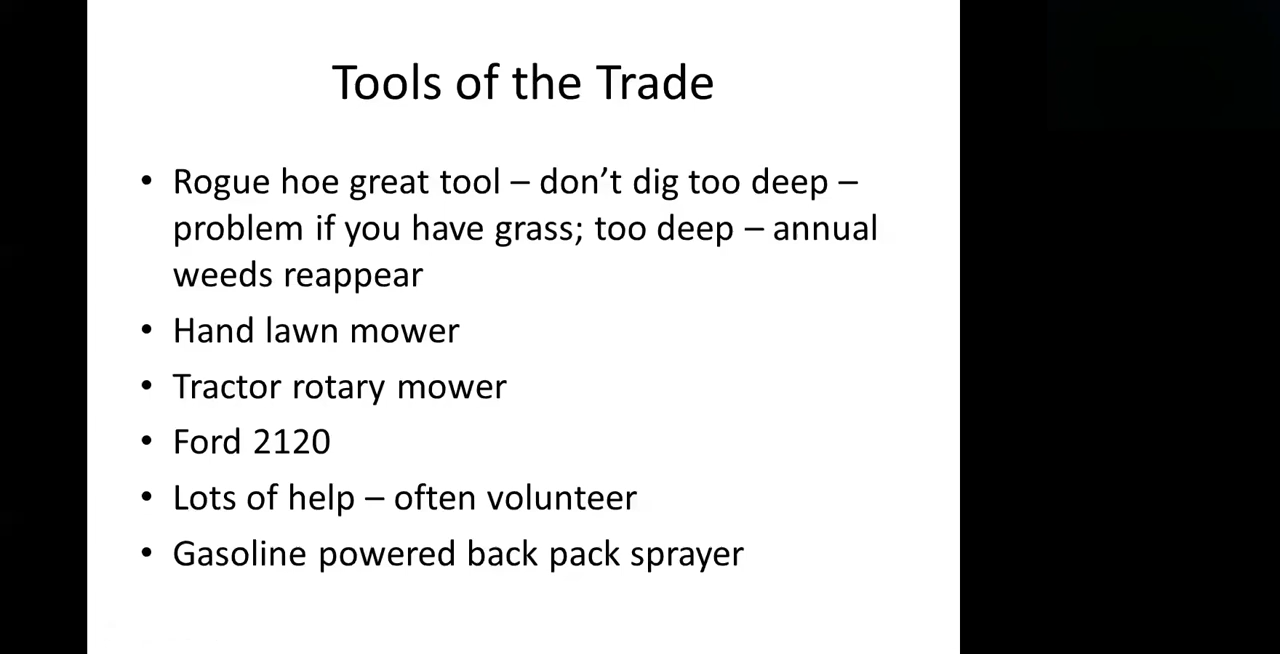 Tools of the Trade
• Rogue hoe great tool – don’t dig too deep –
problem if you have grass; too deep – annual
weeds reappear
• Hand lawn mower
• Tractor rotary mower
• Ford 2120
• Lots of help – often volunteer
• Gasoline powered back pack sprayer